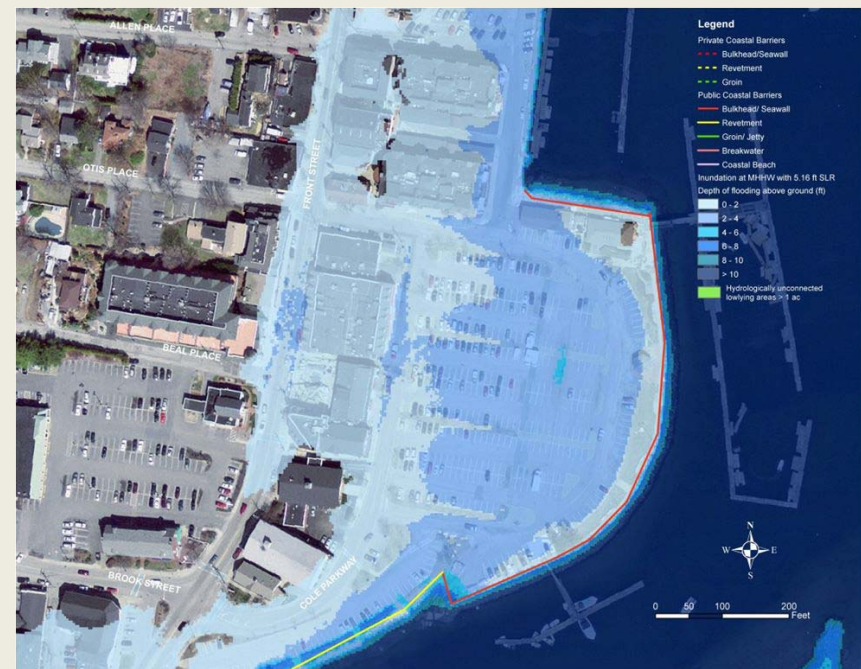 ALLEN PLACE
OTIS PLACE
FRONT STREET
BEAL PLACE
BROOK STREET
COLE PARKWAY
Legend
Private Coastal Barriers
Bulkhead/Seawall
Revetment
Groin
Public Coastal Barriers
Bulkhead/ Seawall
Revetment
Groin/ Jetty
Breakwater
Coastal Beach
Inundation at MHHW with 5.16 ft SLR
Depth of flooding above ground (ft)
0 - 2
2 - 4
4 - 6
6 - 8
8 - 10
> 10
Hydrologically unconnected
lowlying areas > 1 ac
N
W E
S
0 50 100 200
Feet